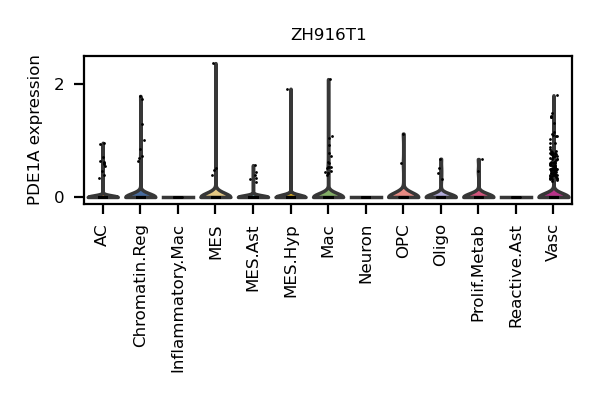 ZH916T1
PDE1A expression
2
0
AC
Chromatin.Reg
Inflammatory.Mac
MES
MES.Ast
MES.Hyp
Mac
Neuron
OPC
Oligo
Prolif.Metab
Reactive.Ast
Vasc